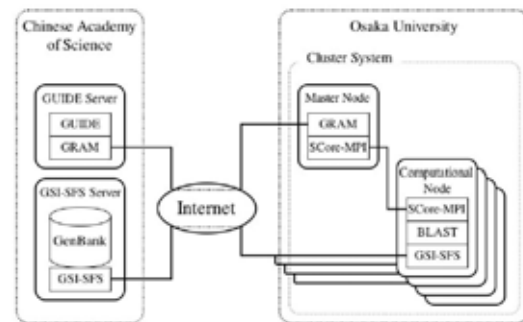 Chinese Academy
of Science
GUIDE Server
GUIDE
GRAM
GSI-SFS Server
GenBank
GSI-SFS
Internet
Osaka University
Cluster System
Master Node
GRAM
SCore-MPI
Computational
Node
SCore-MPI
BLAST
GSI-SFS